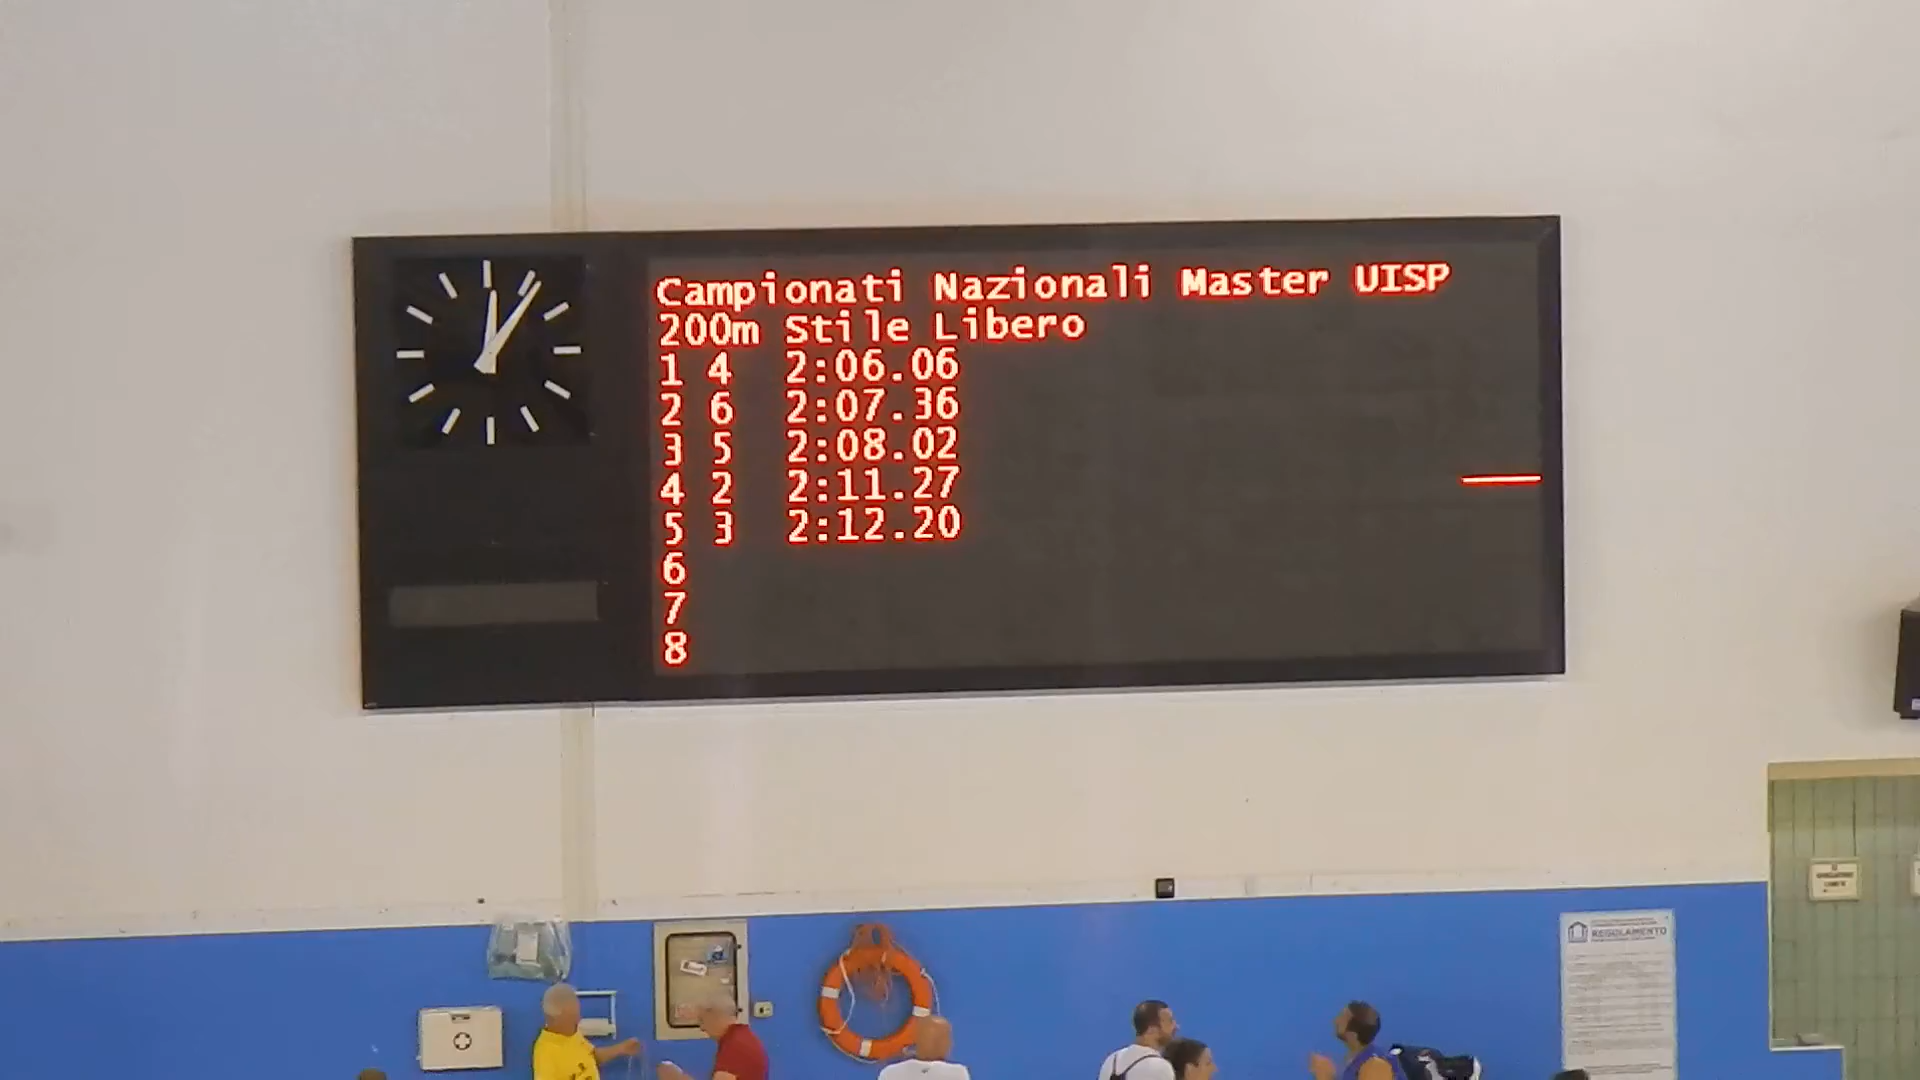 Campionati Nazionali Master UISP
200m Stile Libero
1 4 2:06.06
2 6 2:07.36
3 5 2:08.02
4 2 2:11.27
5 3 2:12.20
6
7
8
REGOLAMENTO